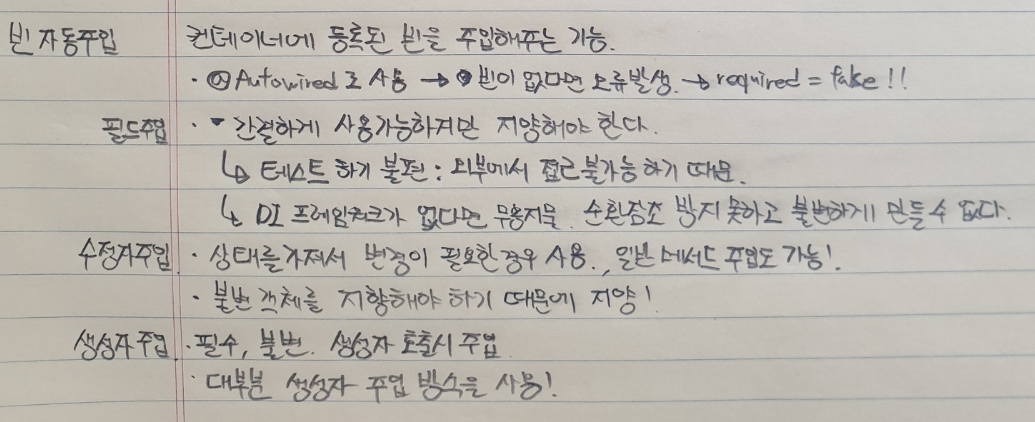 빈 자동주입 컨테이너에 등록된 빈을 주입해주는 기능.
· @Autowired로 사용 → 빈이 없다면 오류발생. → required = false!!
필드주입 · 간결하게 사용가능하지만 지양해야 한다.
↳ 테스트 하기 불편 : 외부에서 접근 불가능 하기 때문.
↳ DI 프레임워크가 없다면 무용지물. 순환참조 방지 못하고 불변하게 만들 수 없다.
수정자주입 · 상태를 가져서 변경이 필요한 경우 사용., 일반 메서드 주입도 가능!.
· 불변 객체를 지향해야 하기 때문에 지양!
생성자 주입 · 필수, 불변. 생성자 호출시 주입
· 대부분 생성자 주입 방식을 사용!